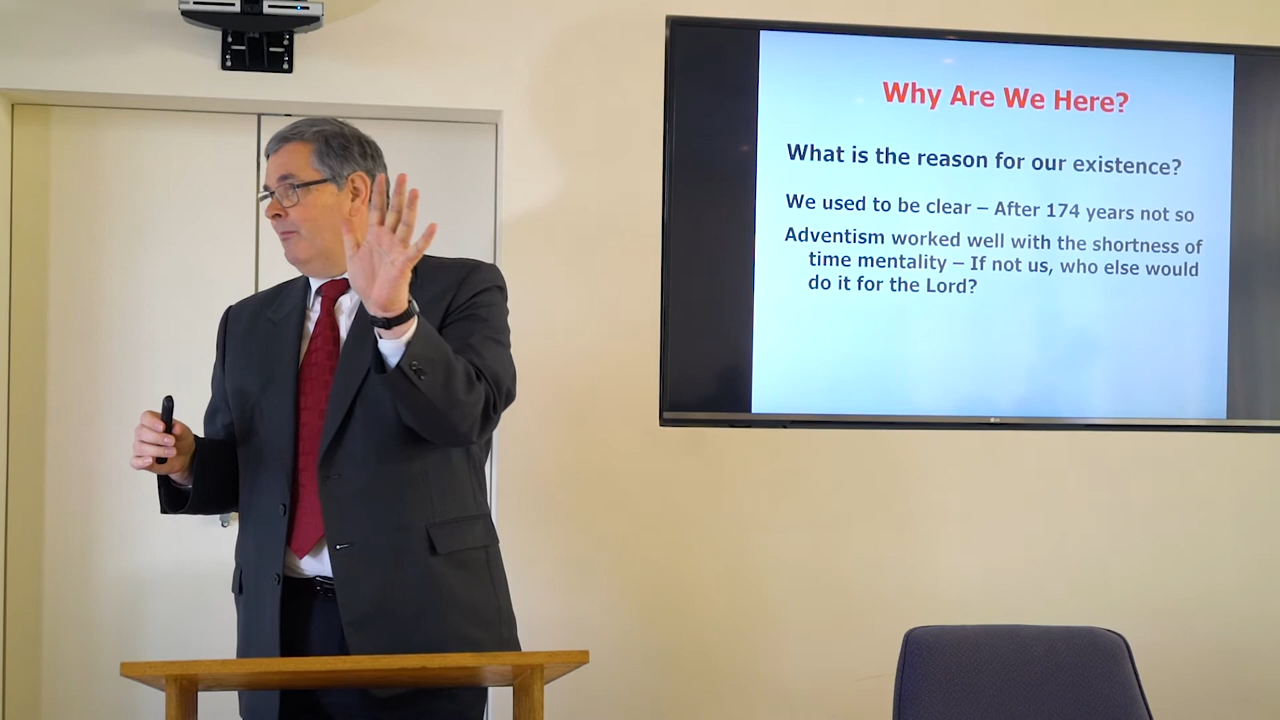 Why Are We Here?
What is the reason for our existence?
We used to be clear – After 174 years not so
Adventism worked well with the shortness of
time mentality – If not us, who else would
do it for the Lord?
LG